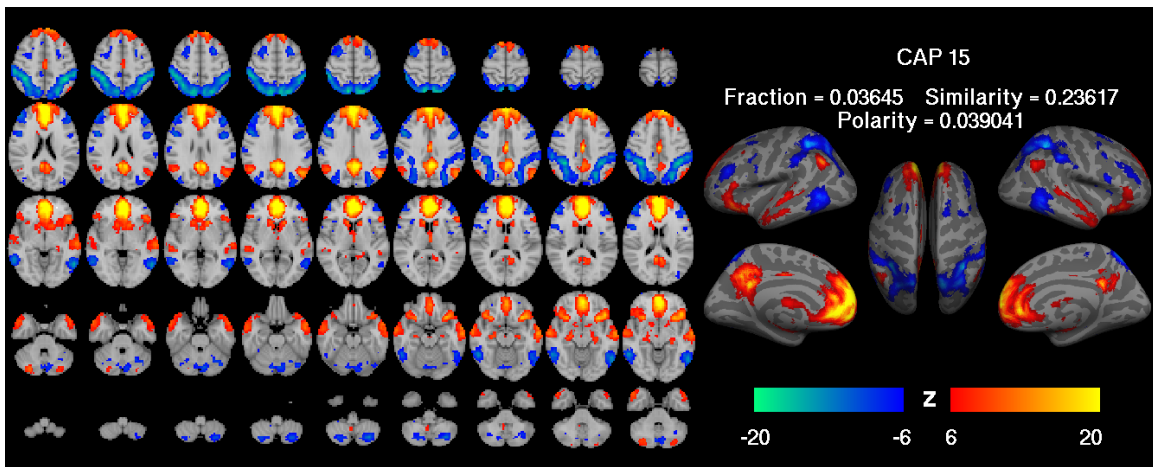 CAP 15
Fraction = 0.03645 Similarity = 0.23617
Polarity = 0.039041
-20 -6 z 6 20